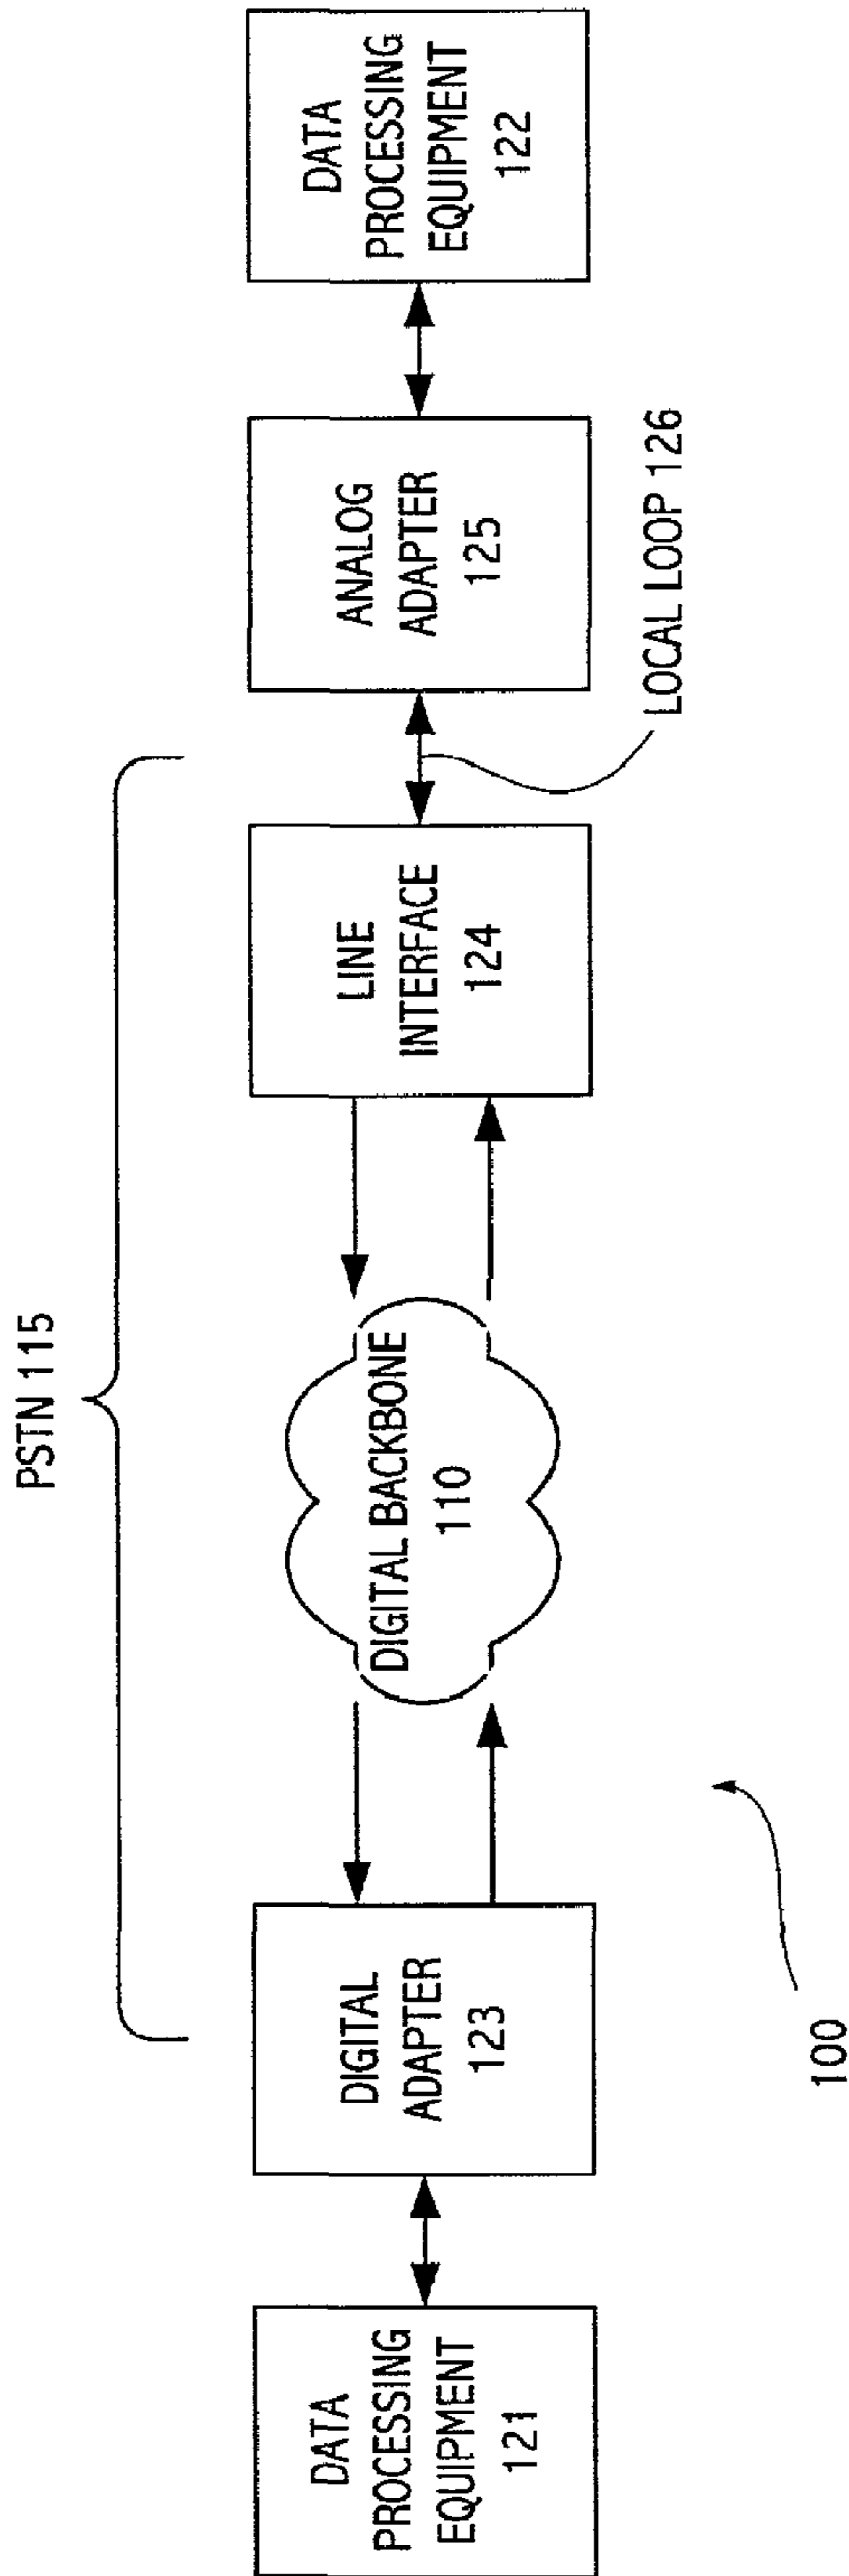 PSTN 115
DATA
PROCESSING
EQUIPMENT
121
DIGITAL
ADAPTER
123
DIGITAL BACKBONE
110
LINE
INTERFACE
124
ANALOG
ADAPTER
125
DATA
PROCESSING
EQUIPMENT
122
LOCAL LOOP 126
100